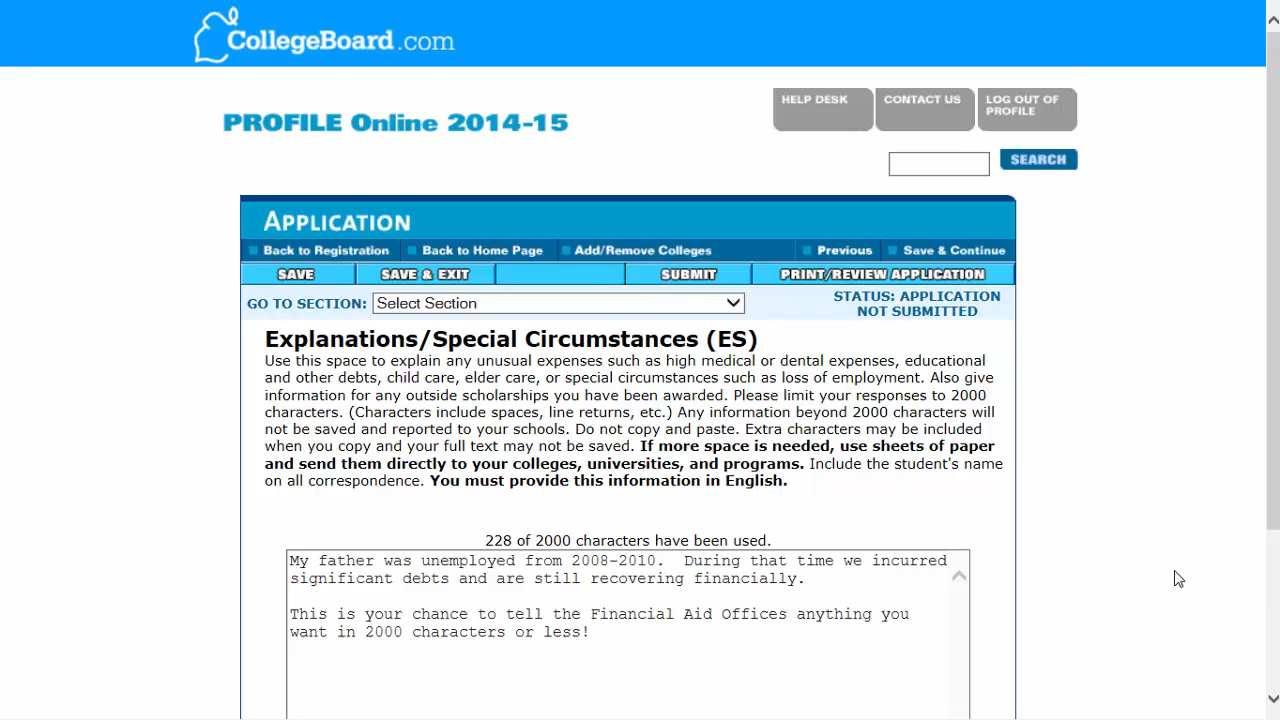 CollegeBoard.com
HELP DESK
CONTACT US
LOG OUT OF
PROFILE
PROFILE Online 2014-15
SEARCH
APPLICATION
Back to Registration
Back to Home Page
Add/Remove Colleges
Previous
Save & Continue
SAVE
SAVE & EXIT
SUBMIT
PRINT/REVIEW APPLICATION
GO TO SECTION:
Select Section
STATUS: APPLICATION
NOT SUBMITTED
Explanations/Special Circumstances (ES)
Use this space to explain any unusual expenses such as high medical or dental expenses, educational
and other debts, child care, elder care, or special circumstances such as loss of employment. Also give
information for any outside scholarships you have been awarded. Please limit your responses to 2000
characters. (Characters include spaces, line returns, etc.) Any information beyond 2000 characters will
not be saved and reported to your schools. Do not copy and paste. Extra characters may be included
when you copy and your full text may not be saved. If more space is needed, use sheets of paper
and send them directly to your colleges, universities, and programs. Include the student's name
on all correspondence. You must provide this information in English.
228 of 2000 characters have been used.
My father was unemployed from 2008-2010.  During that time we incurred
significant debts and are still recovering financially.
This is your chance to tell the Financial Aid Offices anything you
want in 2000 characters or less!